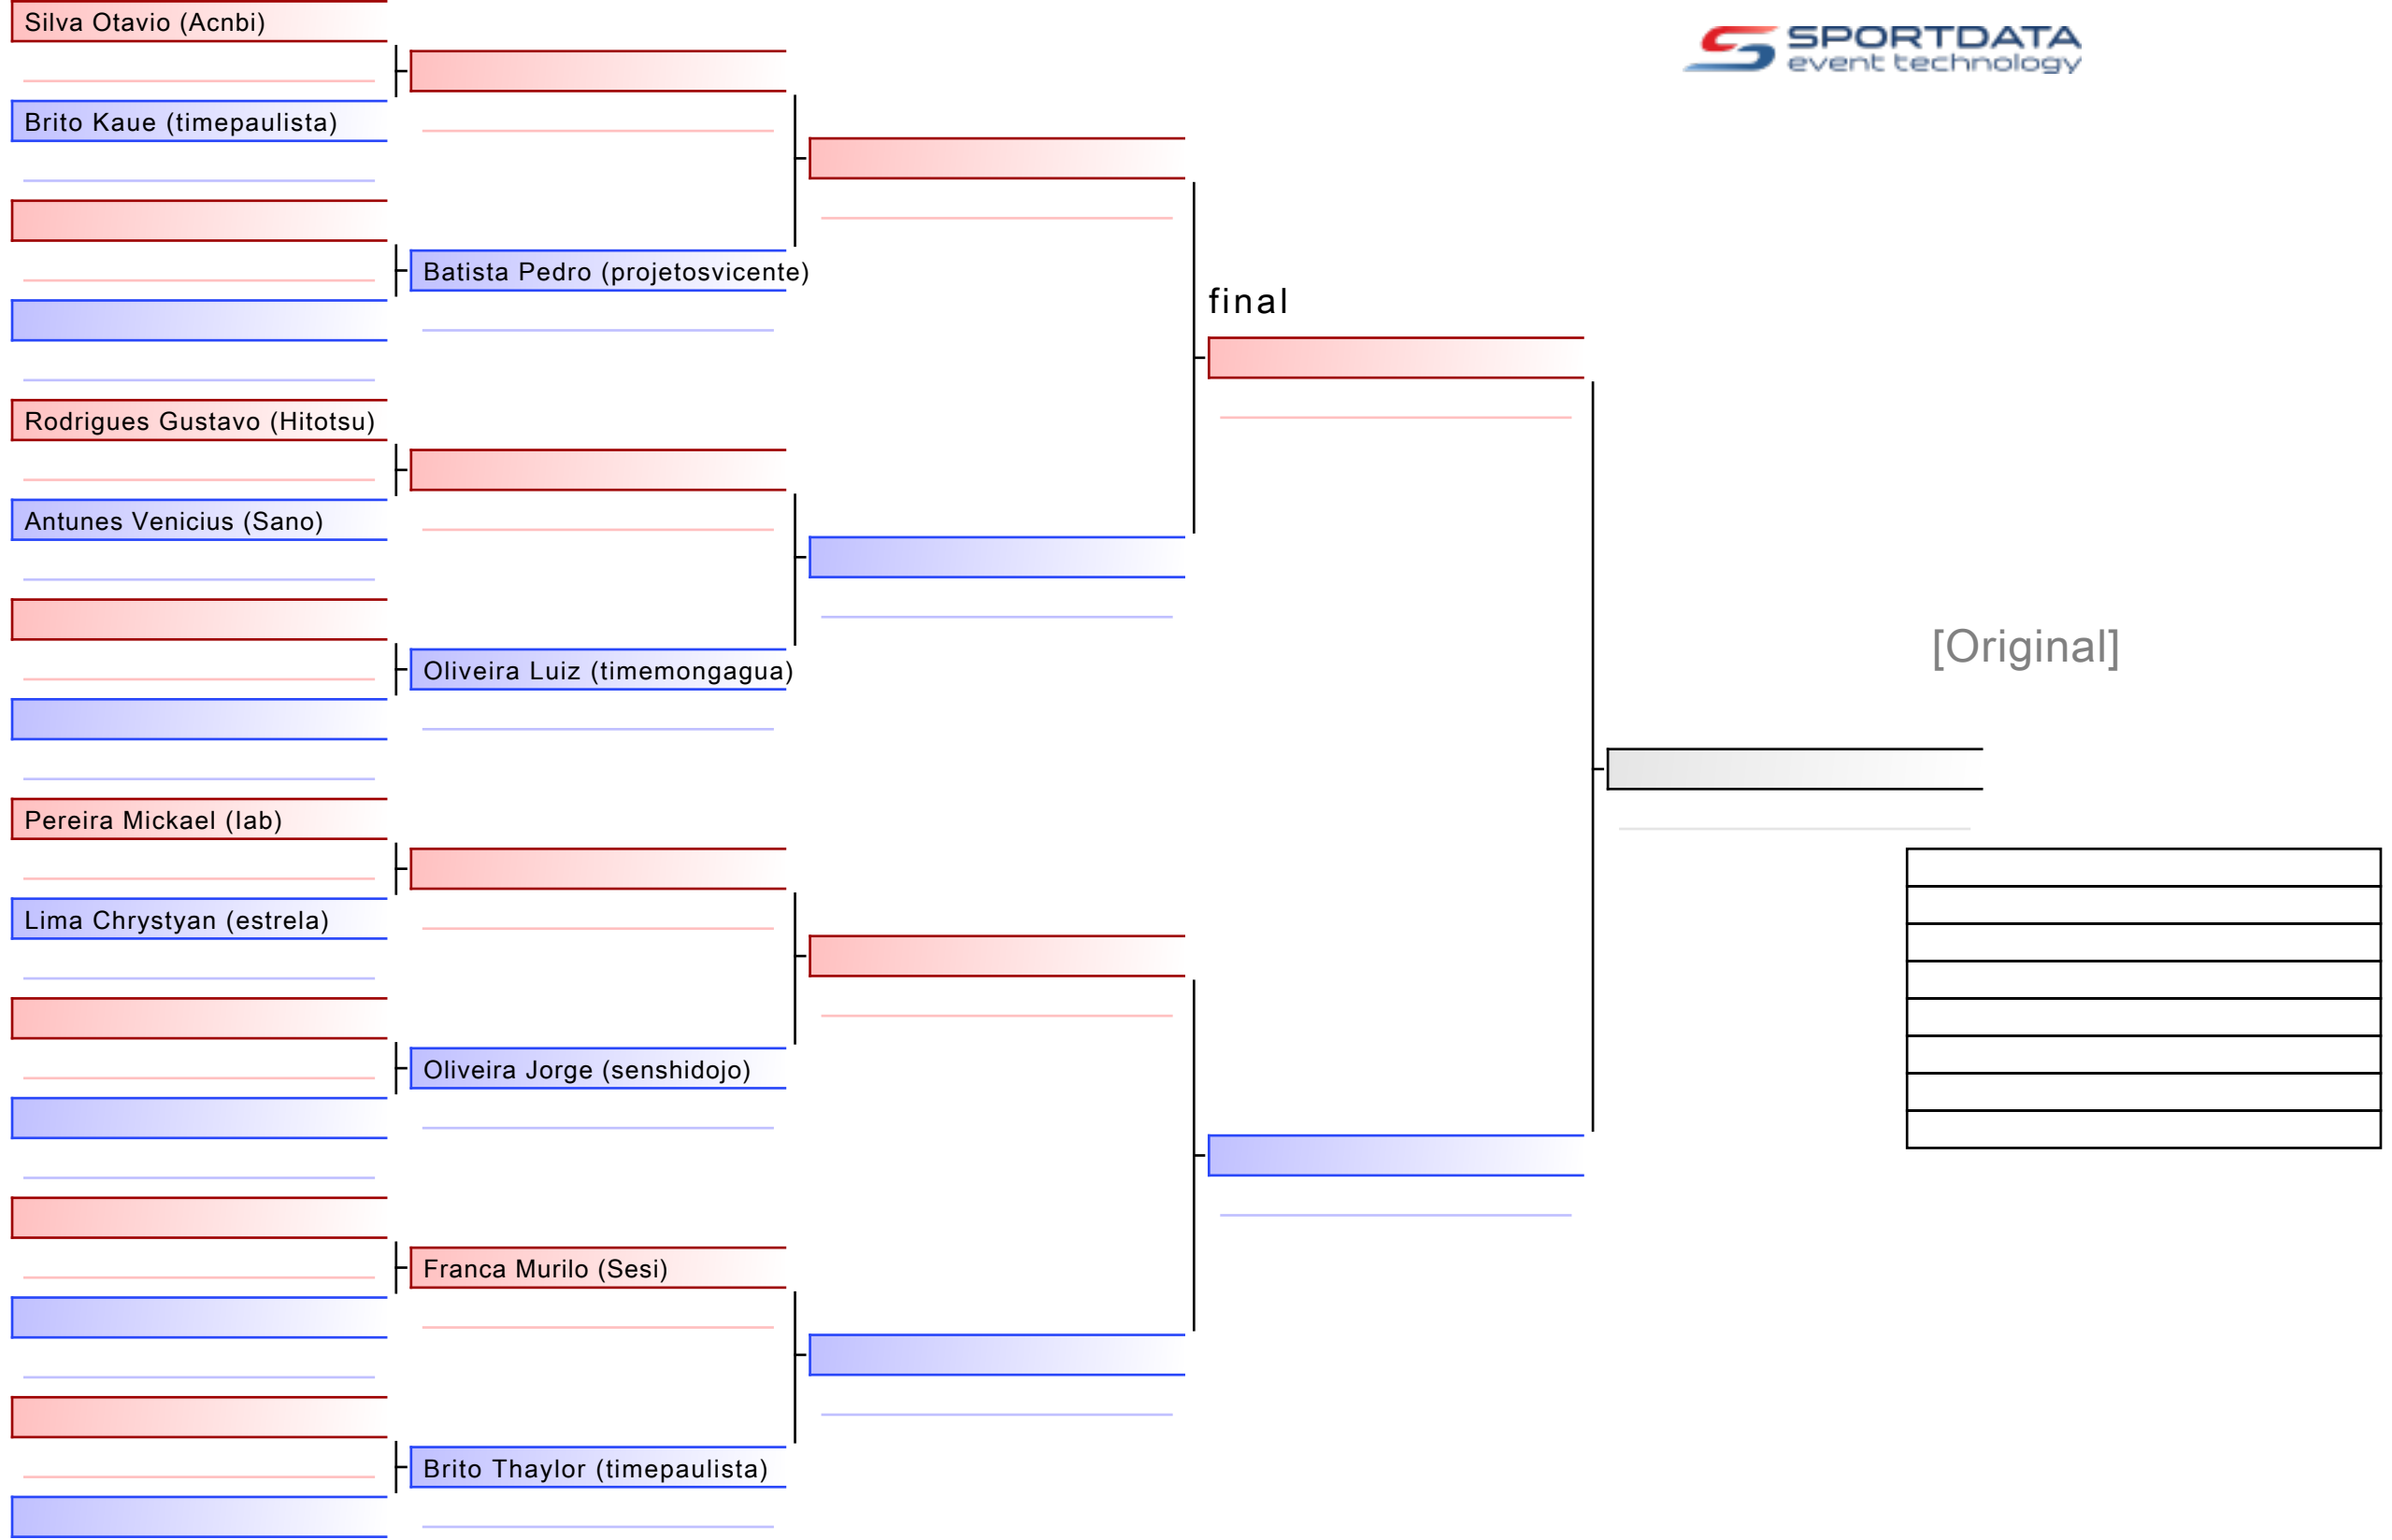 Silva Otavio (Acnbi)
SPORTDATA
event technology
Brito Kaue (timepaulista)
Batista Pedro (projetosvicente)
final
Rodrigues Gustavo (Hitotsu)
Antunes Venicius (Sano)
[Original]
Oliveira Luiz (timemongagua)
Pereira Mickael (Iab)
Lima Chrystyan (estrela)
Oliveira Jorge (senshidojo)
Franca Murilo (Sesi)
Brito Thaylor (timepaulista)